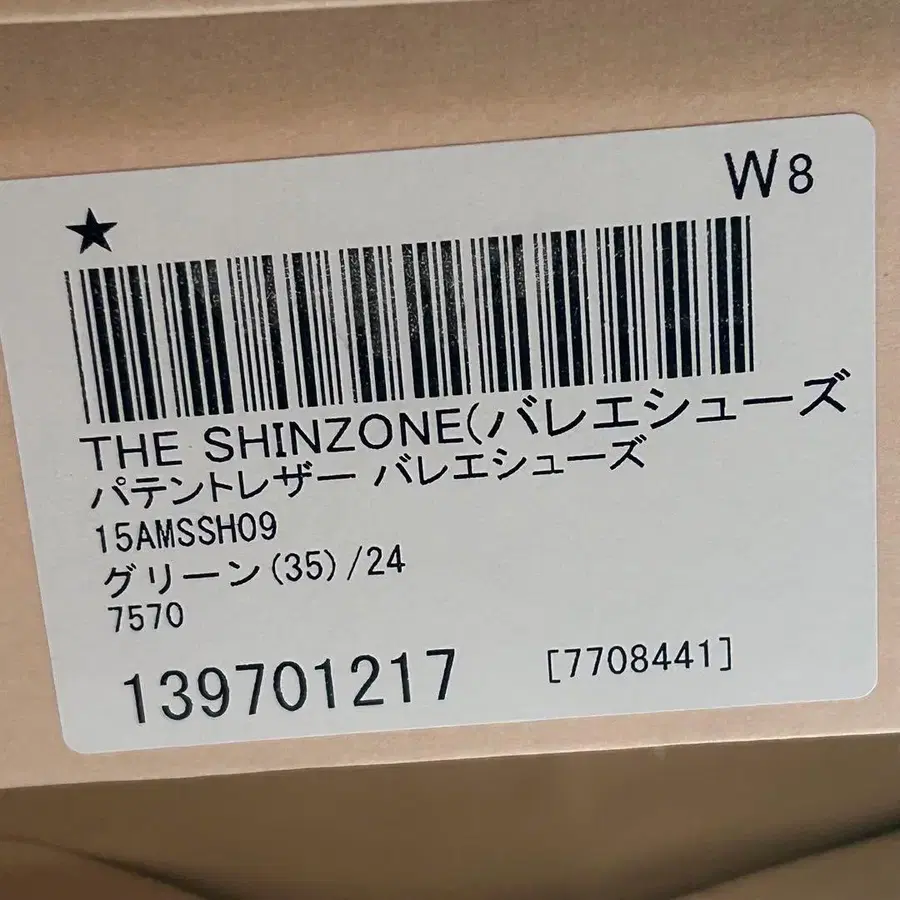 ★ W8
THE SHINZONE(バレエシューズ
パテントレザー バレエシューズ
15AMSSH09
グリーン(35)/24
7570
139701217 [7708441]